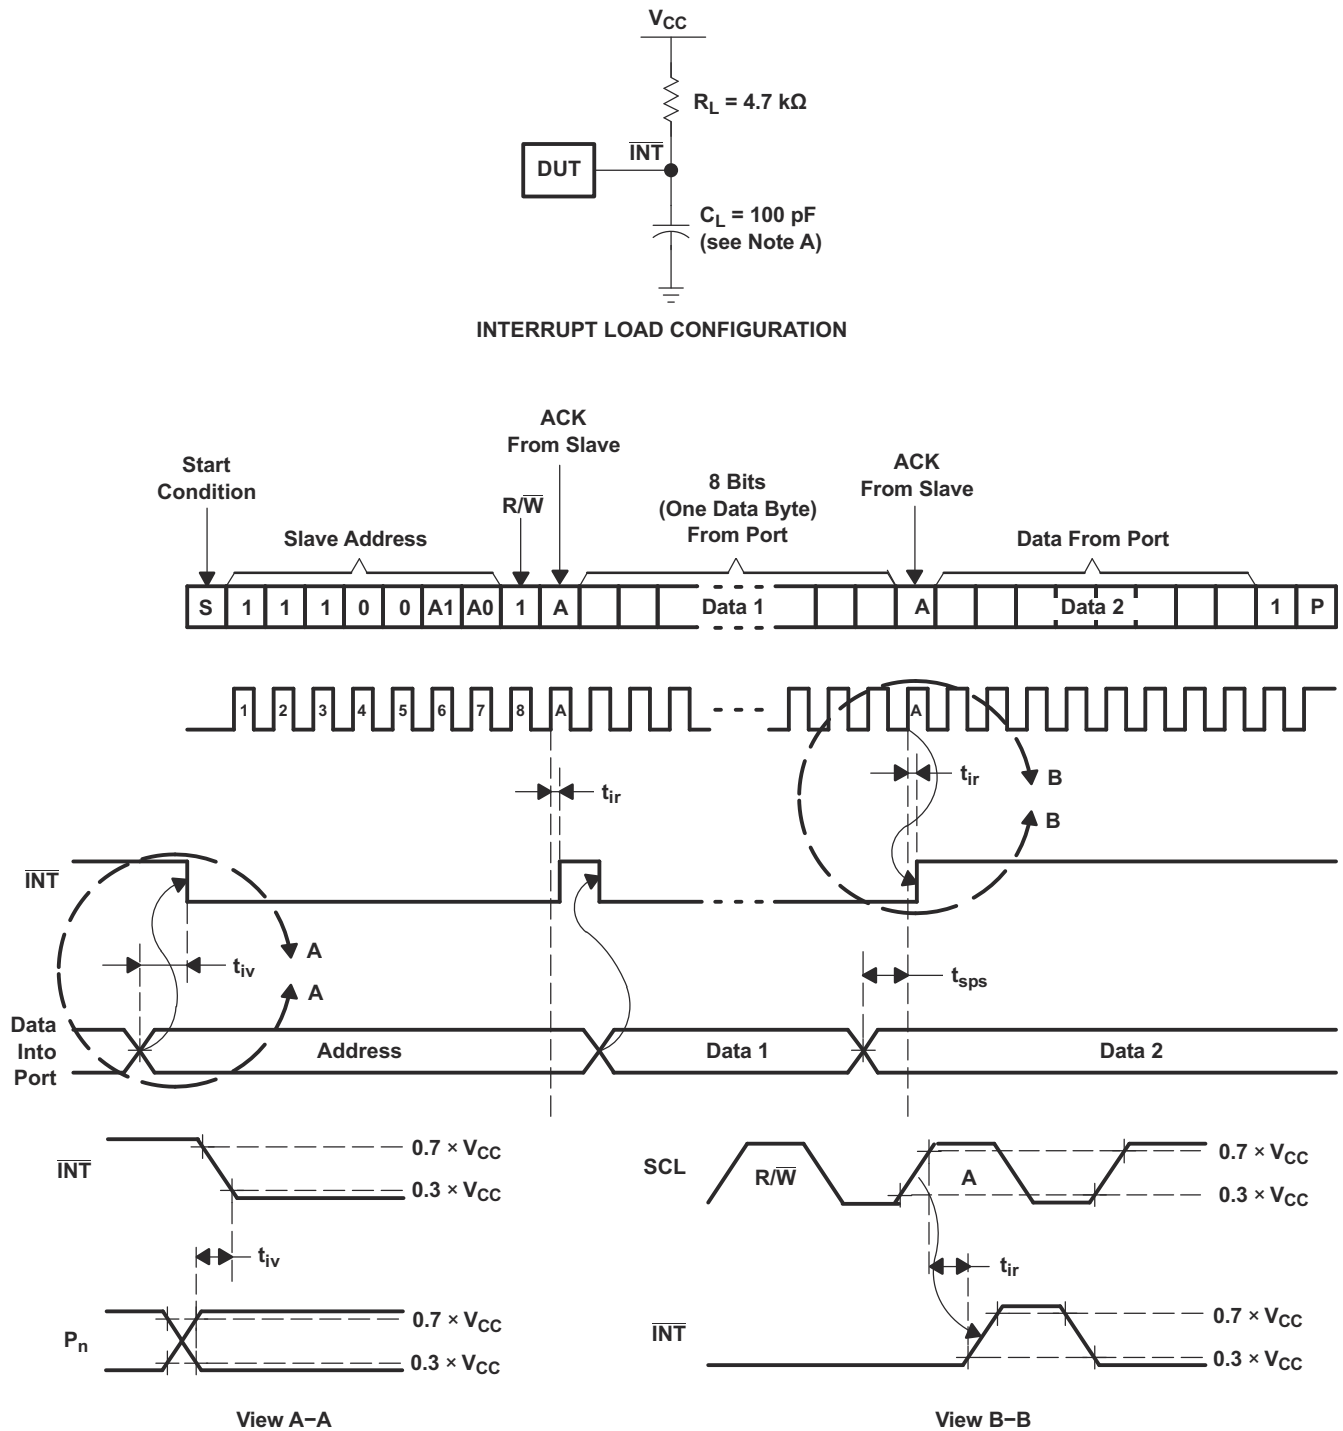 VCC
RL = 4.7 kΩ
INT
DUT
CL = 100 pF
(see Note A)
INTERRUPT LOAD CONFIGURATION
ACK
From Slave
Start
Condition
R/W
8 Bits
(One Data Byte)
From Port
ACK
From Slave
Slave Address
Data From Port
S 1 1 1 0 0 A1 A0 1 A Data 1 A Data 2 1 P
1 2 3 4 5 6 7 8 A A
tir
tir
B
B
INT
A
tiv
A
tsps
Data
Into
Port
Address
Data 1
Data 2
INT
0.7 × VCC
0.3 × VCC
tiv
Pn
0.7 × VCC
0.3 × VCC
View A–A
SCL
R/W
A
0.7 × VCC
0.3 × VCC
tir
INT
0.7 × VCC
0.3 × VCC
View B–B